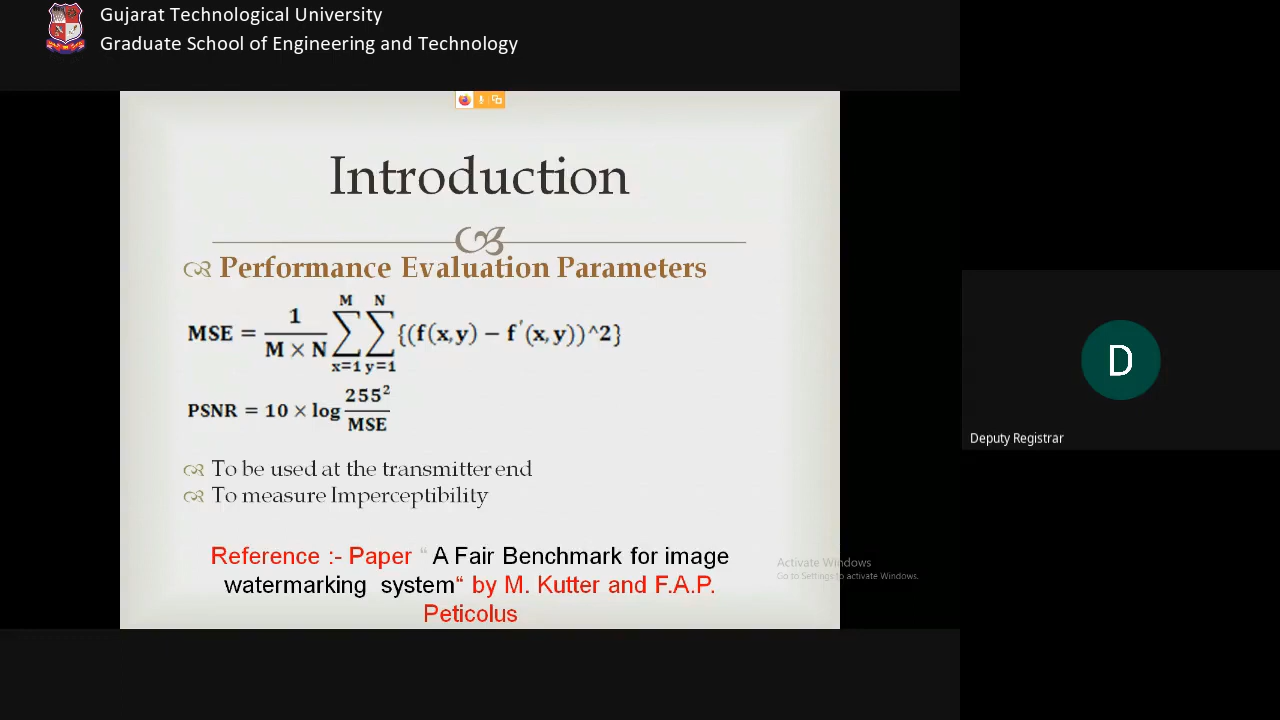 Gujarat Technological University
Graduate School of Engineering and Technology
Introduction
Performance Evaluation Parameters
MSE = 1/(M × N) ∑_{x=1}^{M} ∑_{y=1}^{N} {(f(x,y) − f'(x,y))^2}
PSNR = 10 × log 255²/MSE
To be used at the transmitter end
To measure Imperceptibility
Reference :- Paper “ A Fair Benchmark for image
watermarking system“ by M. Kutter and F.A.P.
Peticolus
Activate Windows
Go to Settings to activate Windows.
D
Deputy Registrar